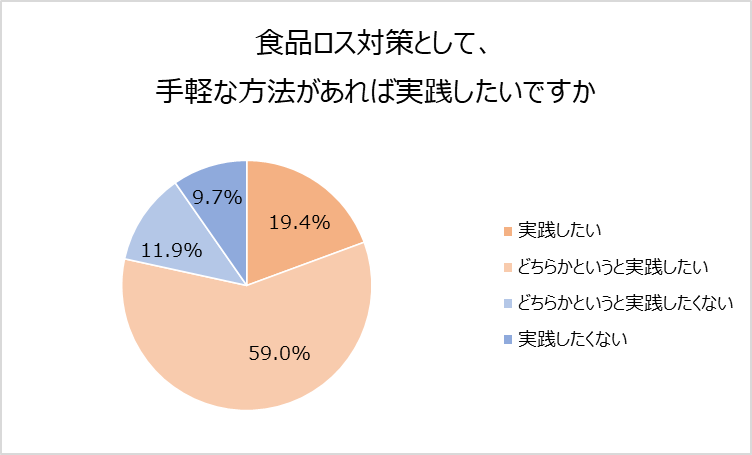 食品ロス対策として、
手軽な方法があれば実践したいですか
9.7%
19.4%
11.9%
59.0%
実践したい
どちらかというと実践したい
どちらかというと実践したくない
実践したくない